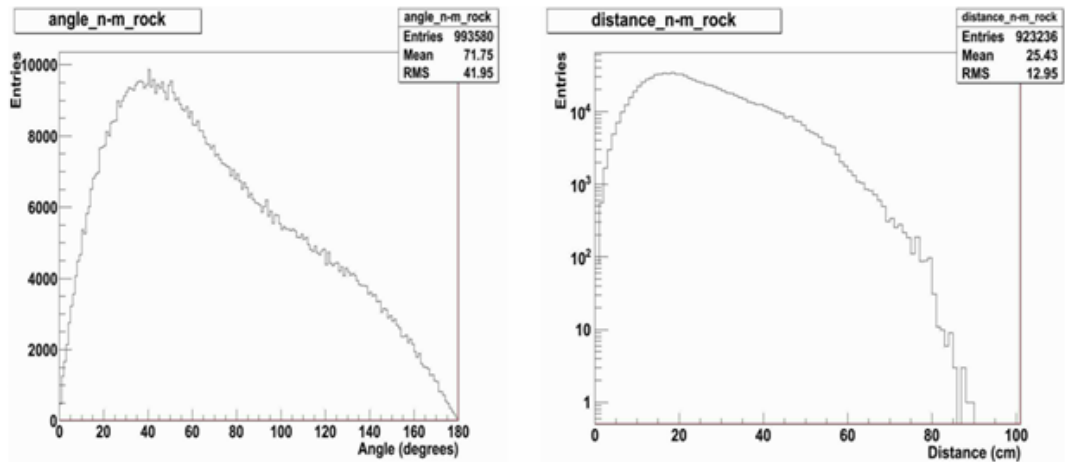 angle_n-m_rock
angle_n-m_rock
Entries 993580
Mean 71.75
RMS 41.95
Entries
10000
8000
6000
4000
2000
0
0 20 40 60 80 100 120 140 160 180
Angle (degrees)
distance_n-m_rock
distance_n-m_rock
Entries 923236
Mean 25.43
RMS 12.95
Entries
10⁴
10³
10²
10
1
0 20 40 60 80 100
Distance (cm)